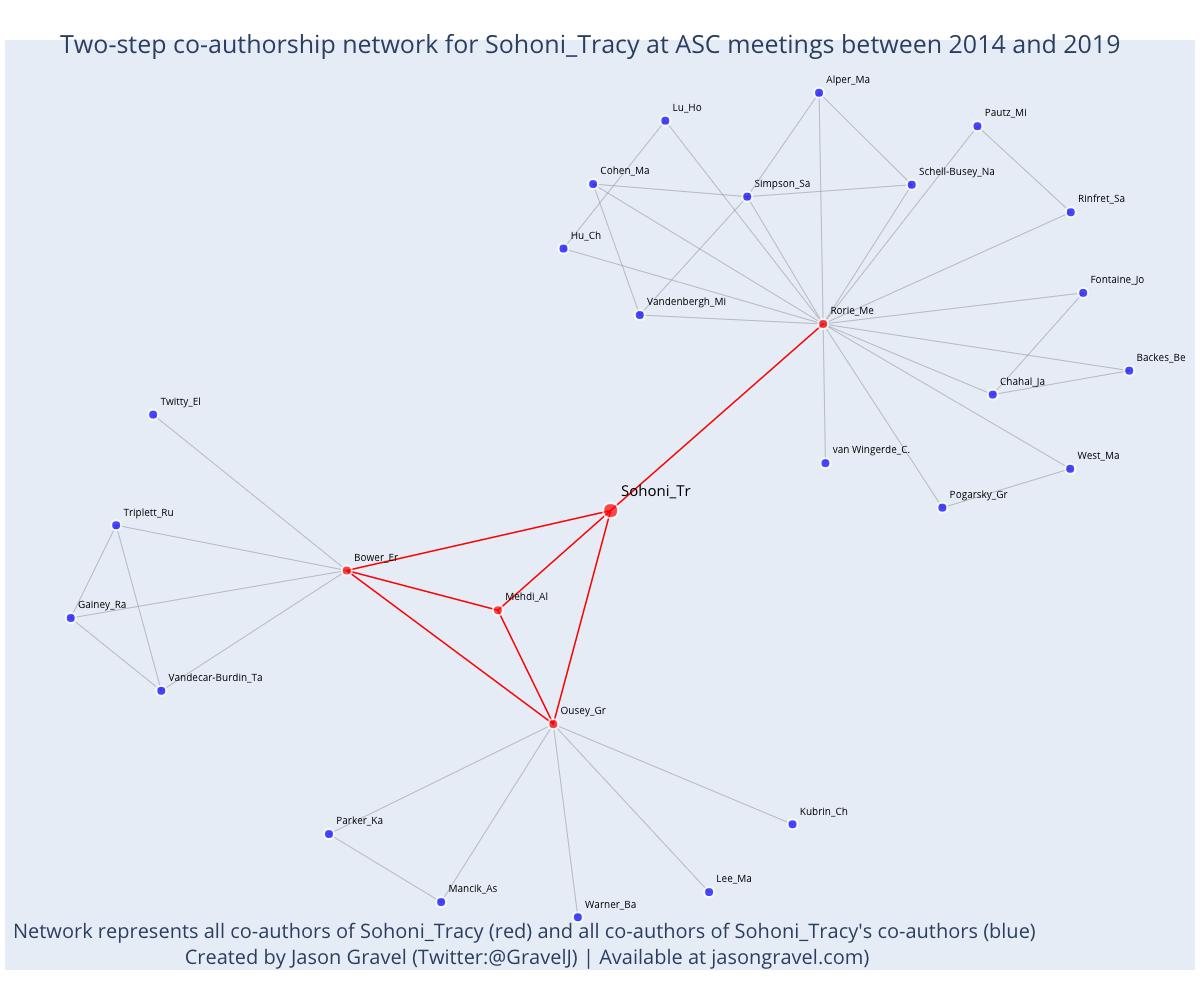 Two-step co-authorship network for Sohoni_Tracy at ASC meetings between 2014 and 2019
Alper_Ma
Lu_Ho
Pautz_Mi
Cohen_Ma
Simpson_Sa
Schell-Busey_Na
Rinfret_Sa
Hu_Ch
Fontaine_Jo
Vandenbergh_Mi
Rorie_Me
Backes_Be
Chahal_Ja
Twitty_El
van Wingerde_C.
West_Ma
Sohoni_Tr
Pogarsky_Gr
Triplett_Ru
Bower_Er
Mehdi_Al
Gainey_Ra
Vandecar-Burdin_Ta
Ousey_Gr
Kubrin_Ch
Parker_Ka
Lee_Ma
Mancik_As
Warner_Ba
Network represents all co-authors of Sohoni_Tracy (red) and all co-authors of Sohoni_Tracy's co-authors (blue)
Created by Jason Gravel (Twitter:@GravelJ) | Available at jasongravel.com)